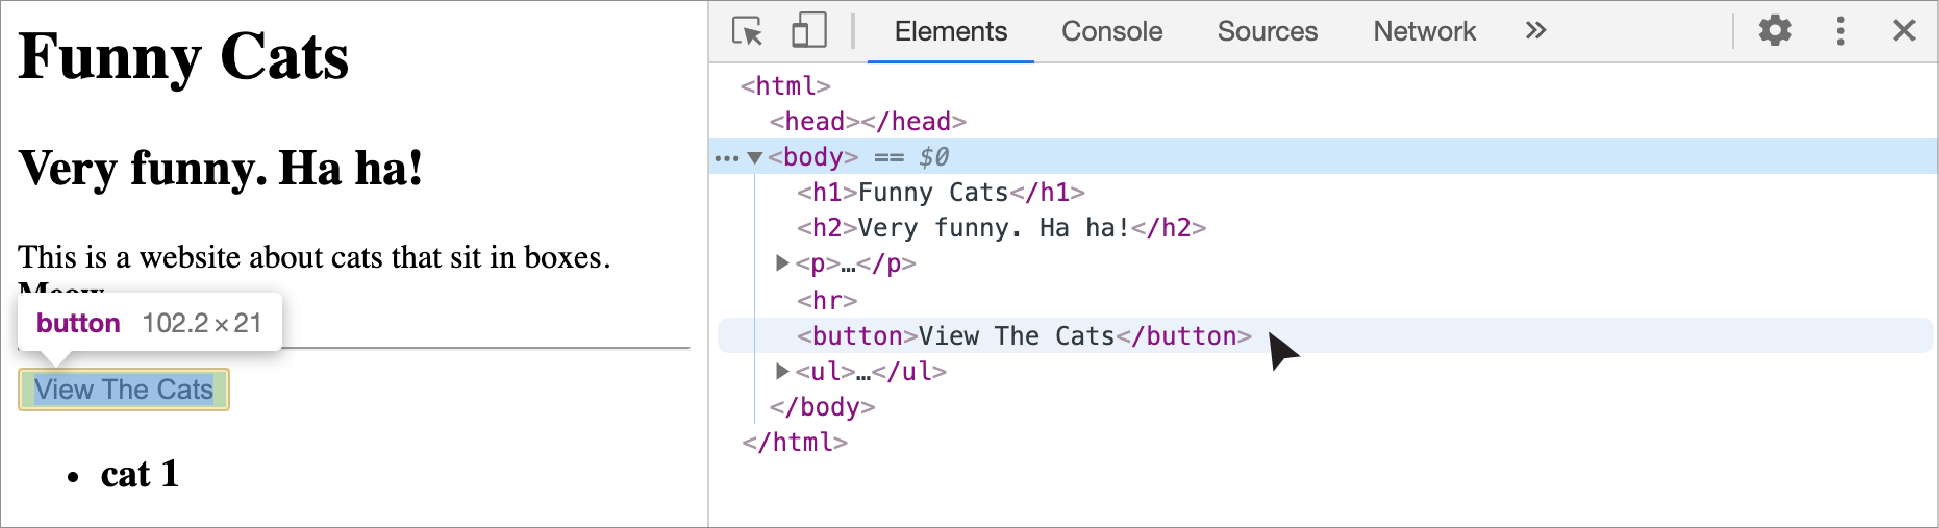 Funny Cats
Very funny. Ha ha!
This is a website about cats that sit in boxes.
Meow
button 102.2 × 21
View The Cats
• cat 1
Elements Console Sources Network »
<html>
<head></head>
… ▼ <body> == $0
<h1>Funny Cats</h1>
<h2>Very funny. Ha ha!</h2>
▶ <p>…</p>
<hr>
<button>View The Cats</button>
▶ <ul>…</ul>
</body>
</html>